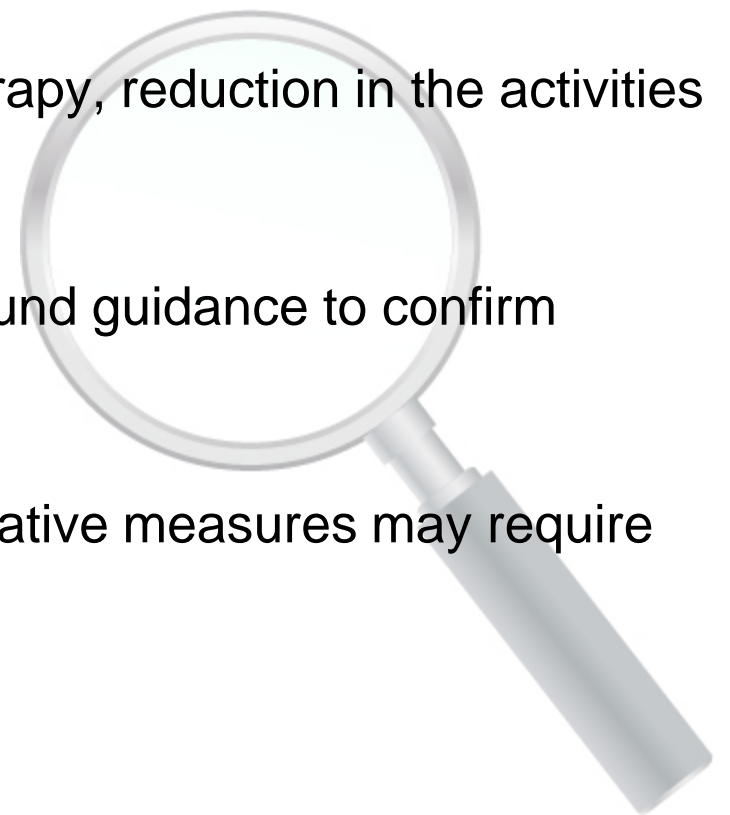 rapy, reduction in the activities
und guidance to confirm
ative measures may require